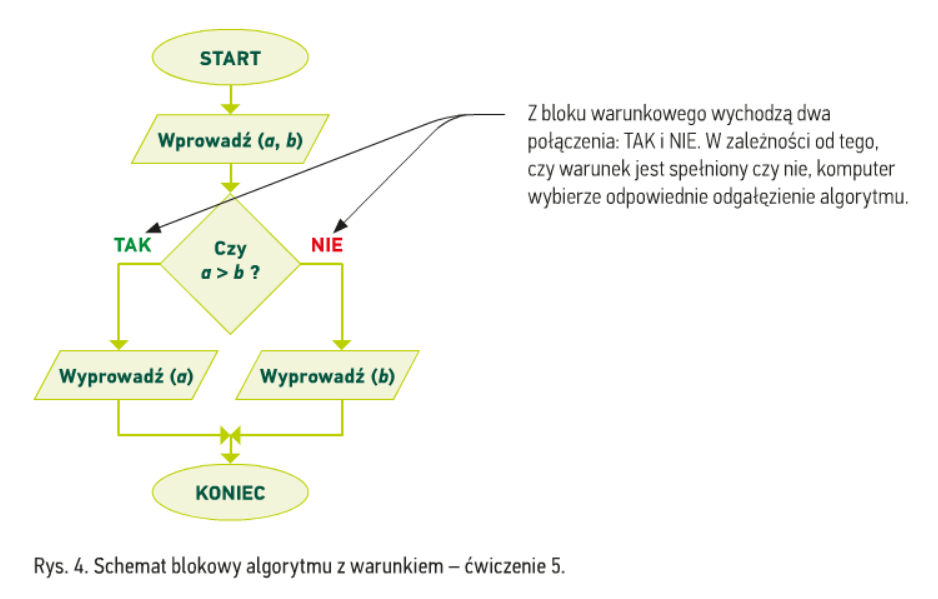 START
Wprowadź (a, b)
Z bloku warunkowego wychodzą dwa
połączenia: TAK i NIE. W zależności od tego,
czy warunek jest spełniony czy nie, komputer
wybierze odpowiednie odgałęzienie algorytmu.
TAK
NIE
Czy
a > b ?
Wyprowadź (a)
Wyprowadź (b)
KONIEC
Rys. 4. Schemat blokowy algorytmu z warunkiem – ćwiczenie 5.